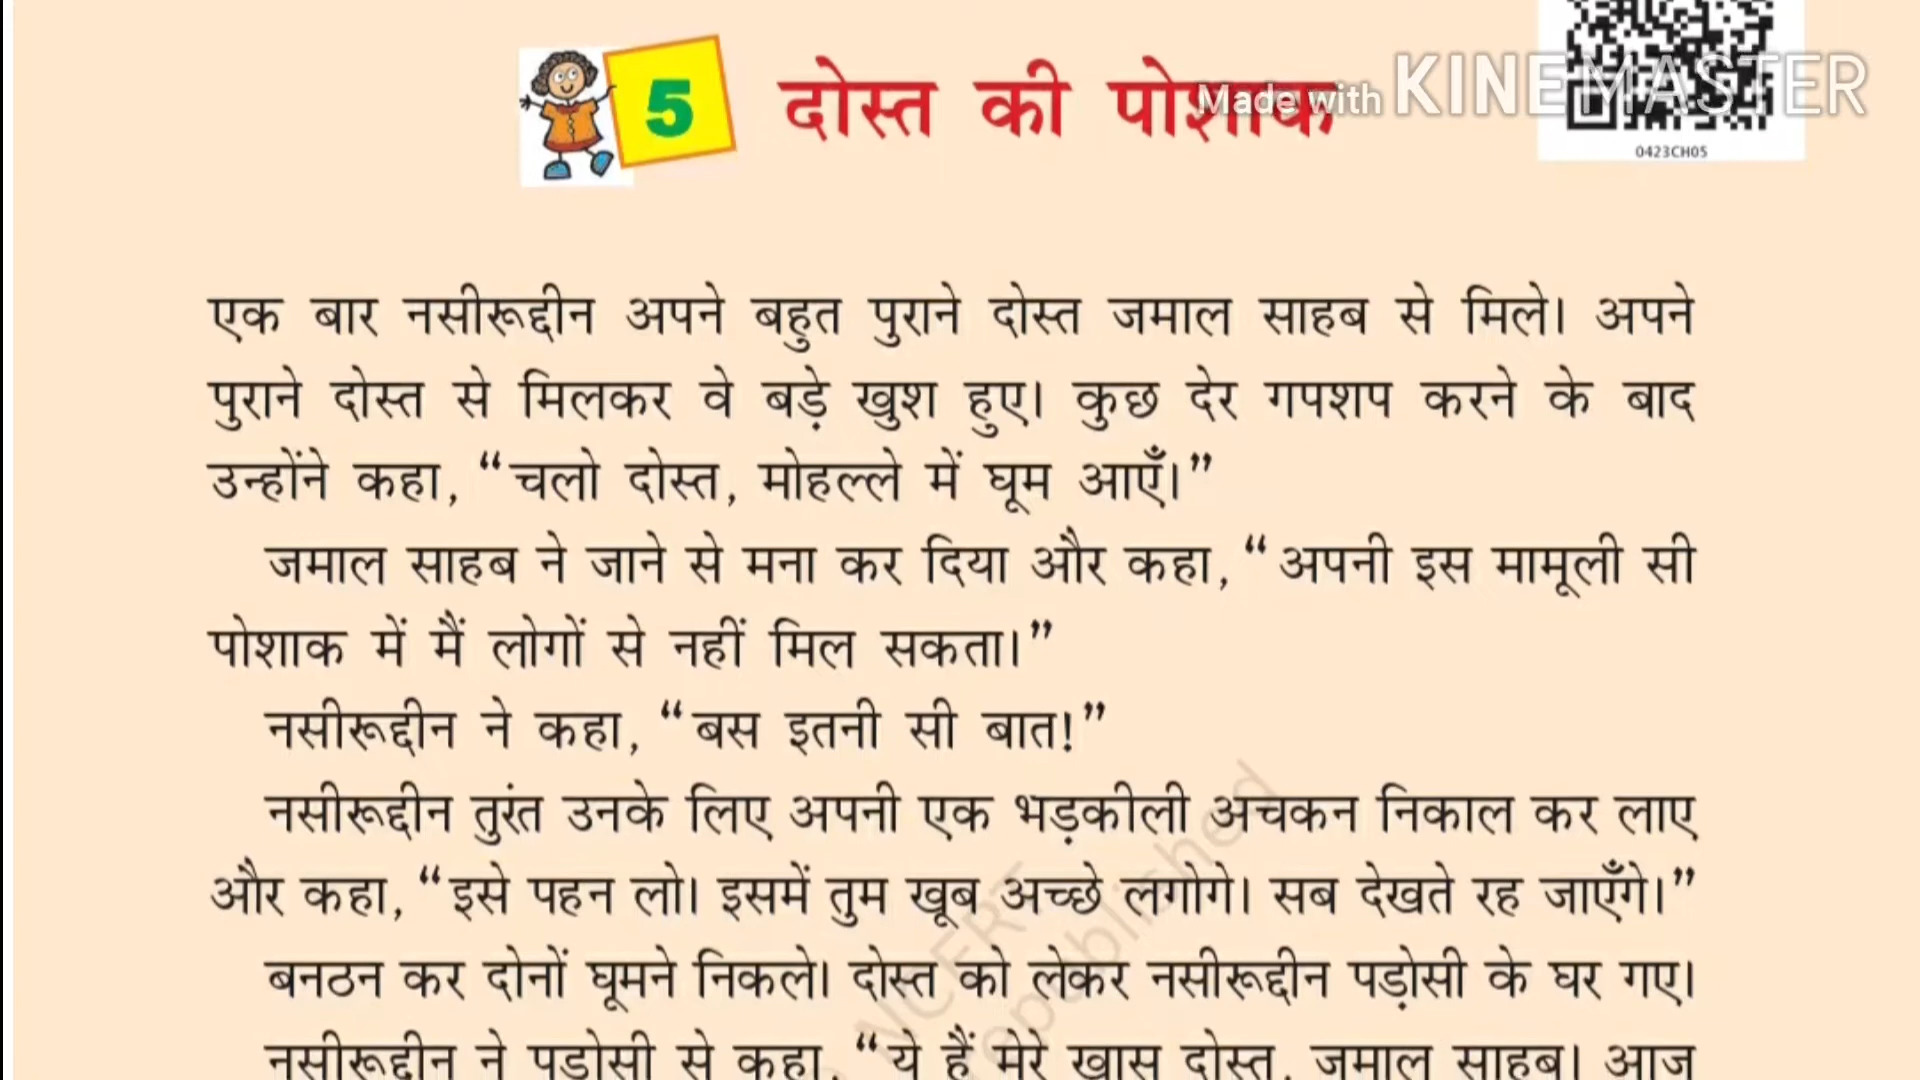 5 दोस्त की पोशाक
Made with KINEMASTER
0423CH05
एक बार नसीरूद्दीन अपने बहुत पुराने दोस्त जमाल साहब से मिले। अपने
पुराने दोस्त से मिलकर वे बड़े खुश हुए। कुछ देर गपशप करने के बाद
उन्होंने कहा, “चलो दोस्त, मोहल्ले में घूम आएँ।”
जमाल साहब ने जाने से मना कर दिया और कहा, “अपनी इस मामूली सी
पोशाक में मैं लोगों से नहीं मिल सकता।”
नसीरूद्दीन ने कहा, “बस इतनी सी बात!”
नसीरूद्दीन तुरंत उनके लिए अपनी एक भड़कीली अचकन निकाल कर लाए
और कहा, “इसे पहन लो। इसमें तुम खूब अच्छे लगोगे। सब देखते रह जाएँगे।”
बनठन कर दोनों घूमने निकले। दोस्त को लेकर नसीरूद्दीन पड़ोसी के घर गए।
नसीरूद्दीन ने पड़ोसी से कहा, “ये हैं मेरे खास दोस्त, जमाल साहब। आज
NCERT
republished